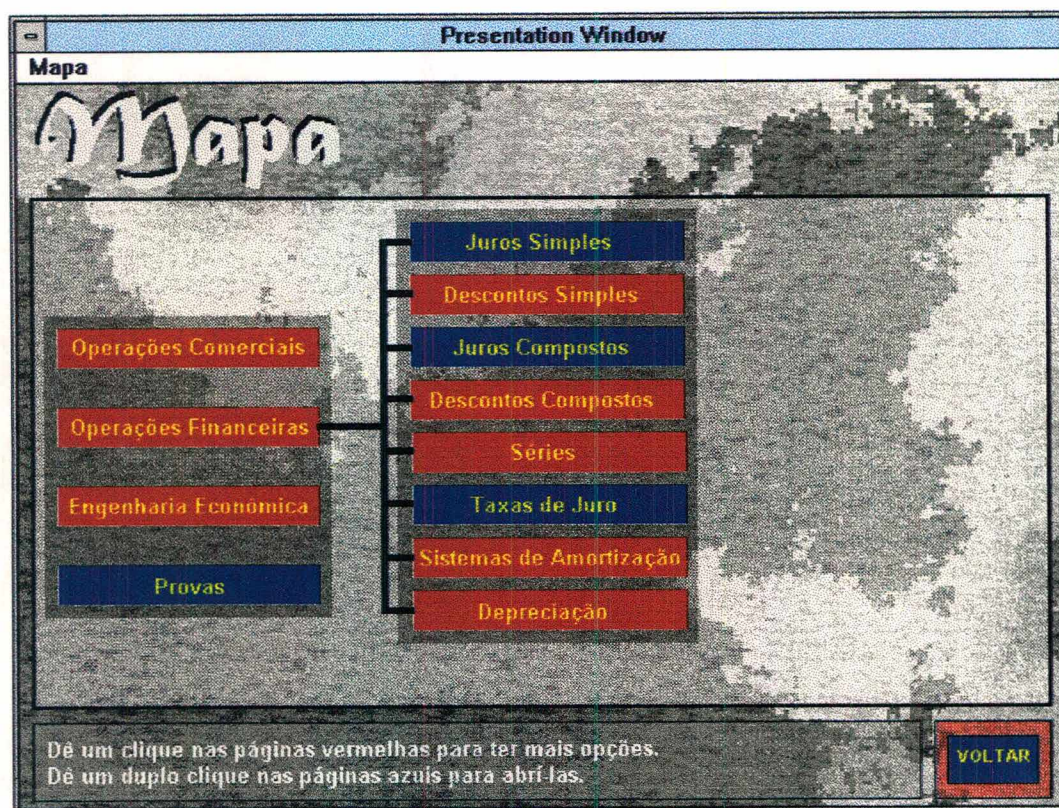 Presentation Window
Mapa
Mapa
Juros Simples
Descontos Simples
Operações Comerciais
Juros Compostos
Descontos Compostos
Operações Financeiras
Séries
Engenharia Econômica
Taxas de Juro
Sistemas de Amortização
Provas
Depreciação
Dê um clique nas páginas vermelhas para ter mais opções.
Dê um duplo clique nas páginas azuis para abrí-las.
VOLTAR